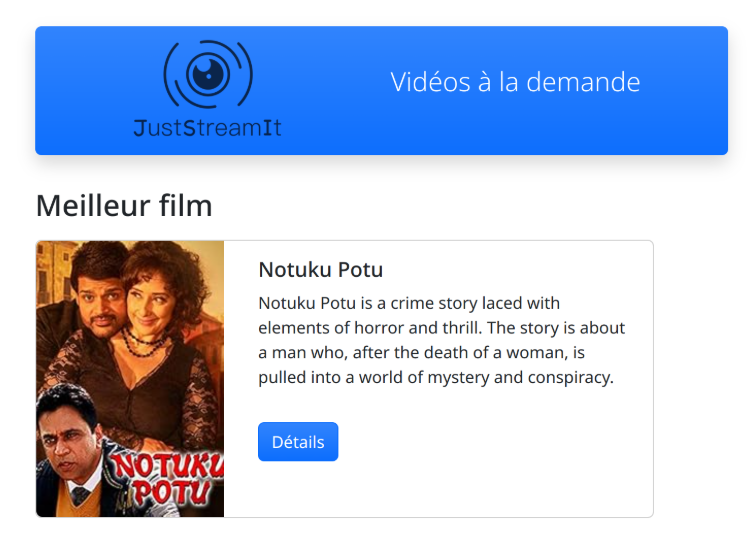 JustStreamIt
Vidéos à la demande
Meilleur film
Notuku Potu
Notuku Potu is a crime story laced with
elements of horror and thrill. The story is about
a man who, after the death of a woman, is
pulled into a world of mystery and conspiracy.
Détails
NOTUKU
POTU